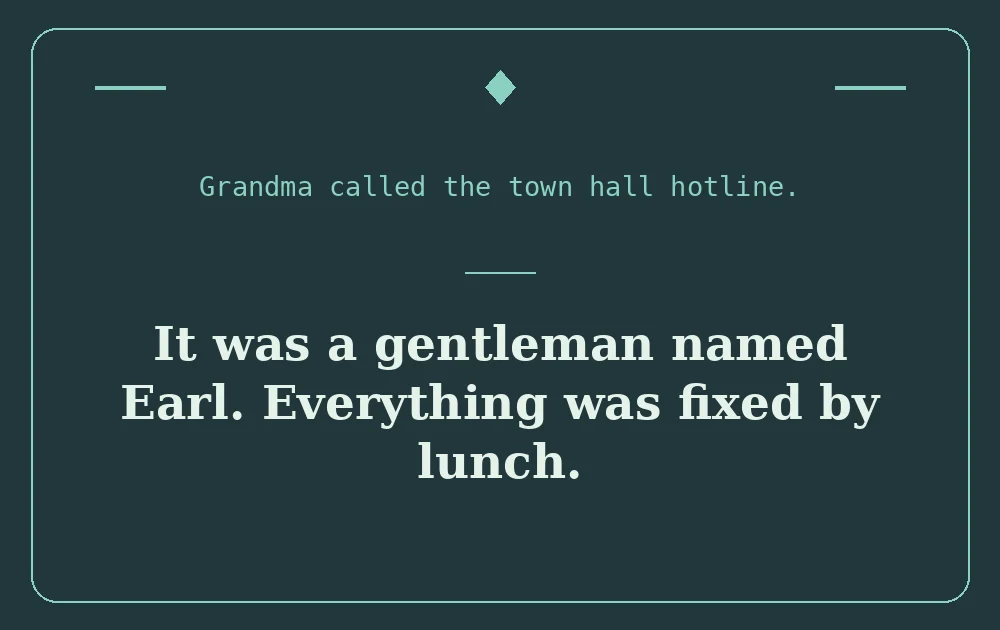 Grandma called the town hall hotline.
It was a gentleman named
Earl. Everything was fixed by
lunch.